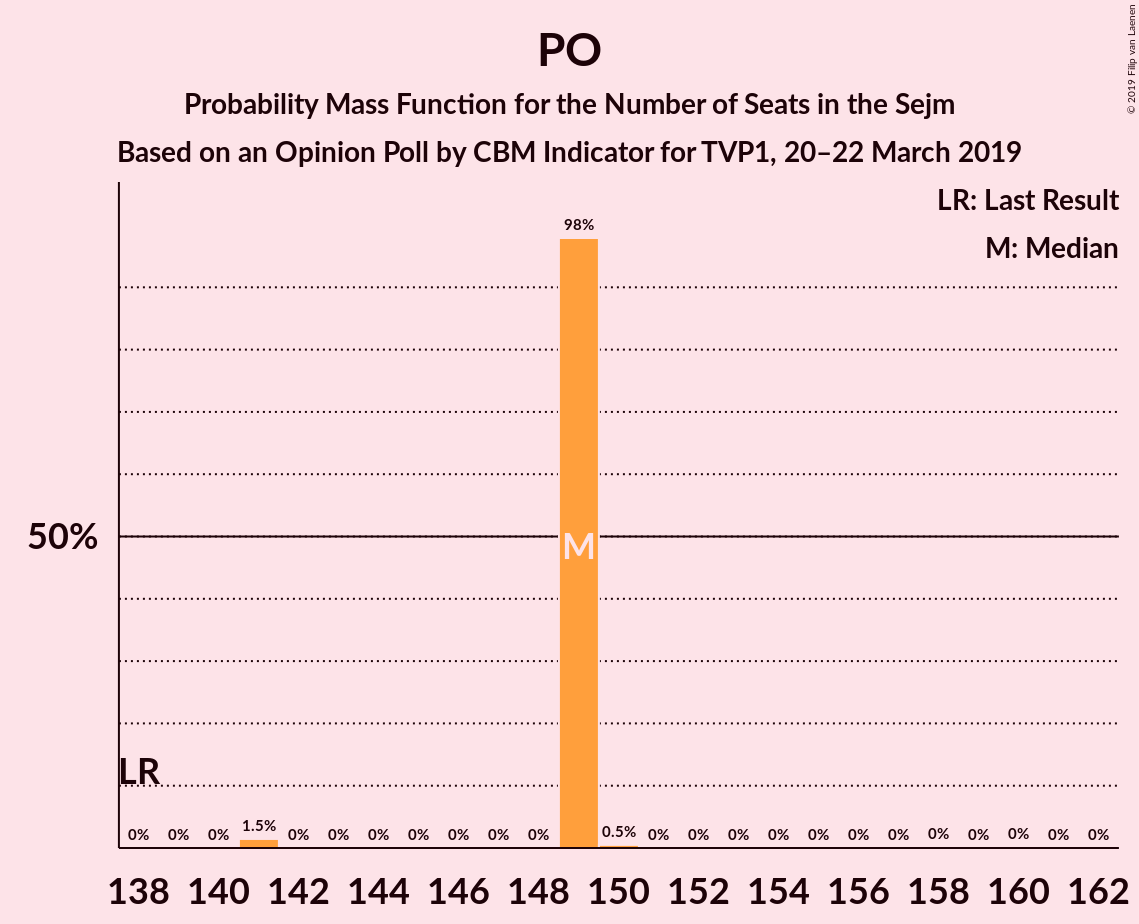 PO
Probability Mass Function for the Number of Seats in the Sejm
Based on an Opinion Poll by CBM Indicator for TVP1, 20–22 March 2019
© 2019 Filip van Laenen
LR: Last Result
M: Median
98%
50%
M
LR
0% 0% 0% 1.5% 0% 0% 0% 0% 0% 0% 0% 0.5% 0% 0% 0% 0% 0% 0% 0% 0% 0% 0% 0% 0%
138 140 142 144 146 148 150 152 154 156 158 160 162